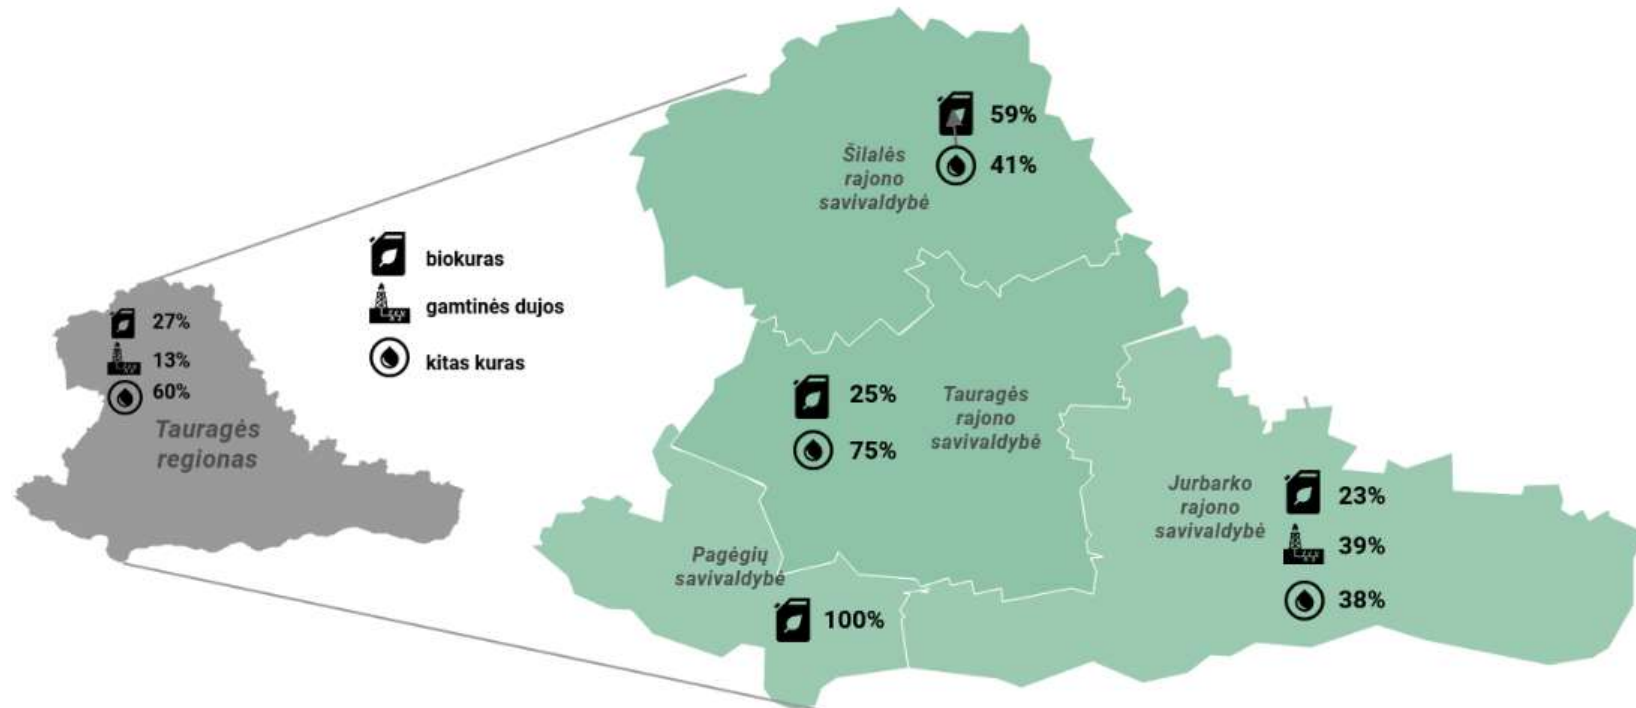 59%
41%
Šilalės
rajono
savivaldybė
biokuras
gamtinės dujos
kitas kuras
27%
13%
60%
Tauragės
regionas
25%
75%
Tauragės
rajono
savivaldybė
Jurbarko
rajono
savivaldybė
23%
39%
38%
Pagėgių
savivaldybė
100%